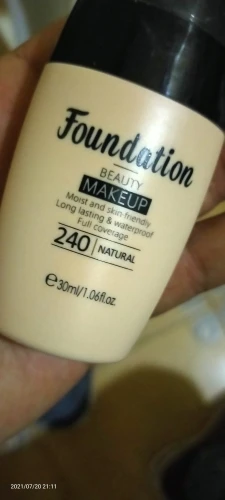 Foundation
BEAUTY
MAKEUP
Moist and skin-friendly
Long lasting & waterproof
Full coverage
240 | NATURAL
e30ml/1.06fl.oz
2021/07/20 21:11